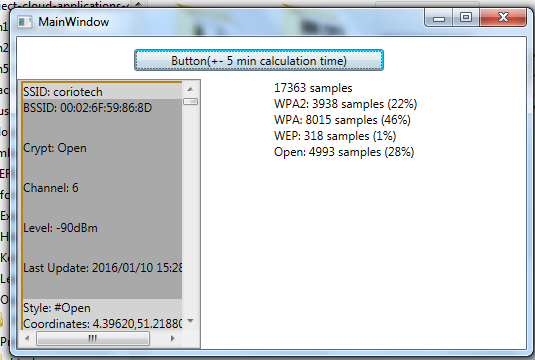 MainWindow
Button(+- 5 min calculation time)
SSID: coriotech
BSSID: 00:02:6F:59:86:8D
Crypt: Open
Channel: 6
Level: -90dBm
Last Update: 2016/01/10 15:28
Style: #Open
Coordinates: 4.39620,51.21880
17363 samples
WPA2: 3938 samples (22%)
WPA: 8015 samples (46%)
WEP: 318 samples (1%)
Open: 4993 samples (28%)